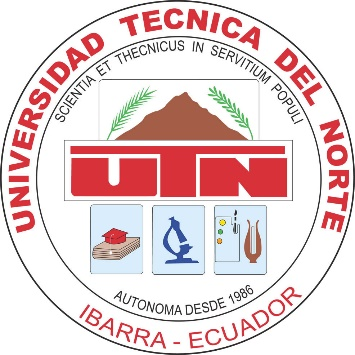 UNIVERSIDAD TECNICA DEL NORTE
SCIENTIA ET THECNICUS IN SERVITIUM POPULI
UTN
AUTONOMA DESDE 1986
IBARRA - ECUADOR